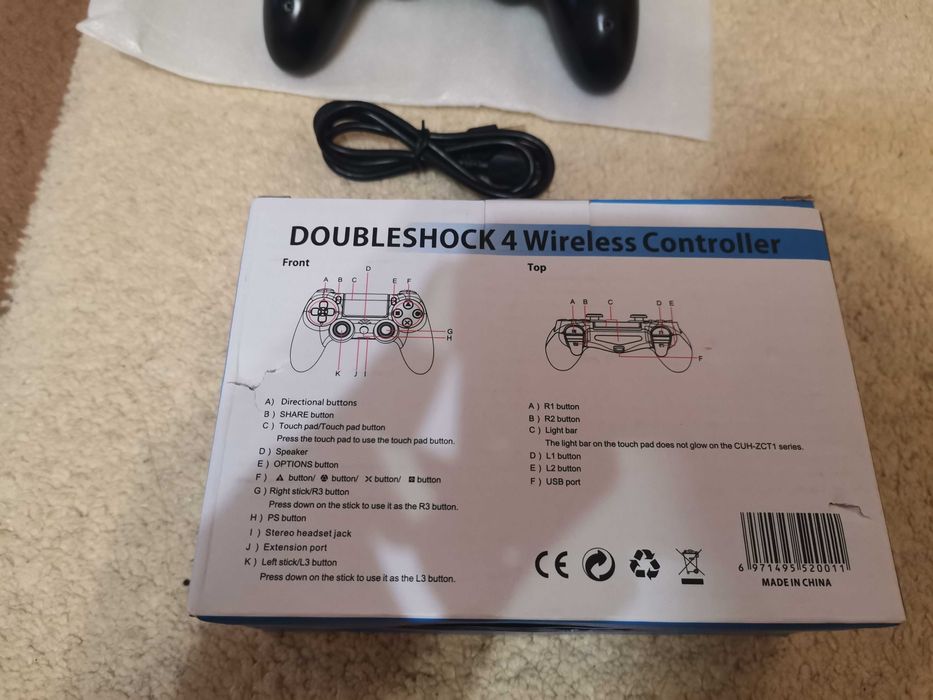 DOUBLESHOCK 4 Wireless Controller
Front
A B C D E F
G
H
K J I
A) Directional buttons
B ) SHARE button
C ) Touch pad/Touch pad button
Press the touch pad to use the touch pad button.
D ) Speaker
E ) OPTIONS button
F ) button/ button/ button/ button
G ) Right stick/R3 button
Press down on the stick to use it as the R3 button.
H ) PS button
I ) Stereo headset jack
J ) Extension port
K ) Left stick/L3 button
Press down on the stick to use it as the L3 button.
Top
A B C D E
F
A ) R1 button
B ) R2 button
C ) Light bar
The light bar on the touch pad does not glow on the CUH-ZCT1 series.
D ) L1 button
E ) L2 button
F ) USB port
CE
6 971495 520011
MADE IN CHINA